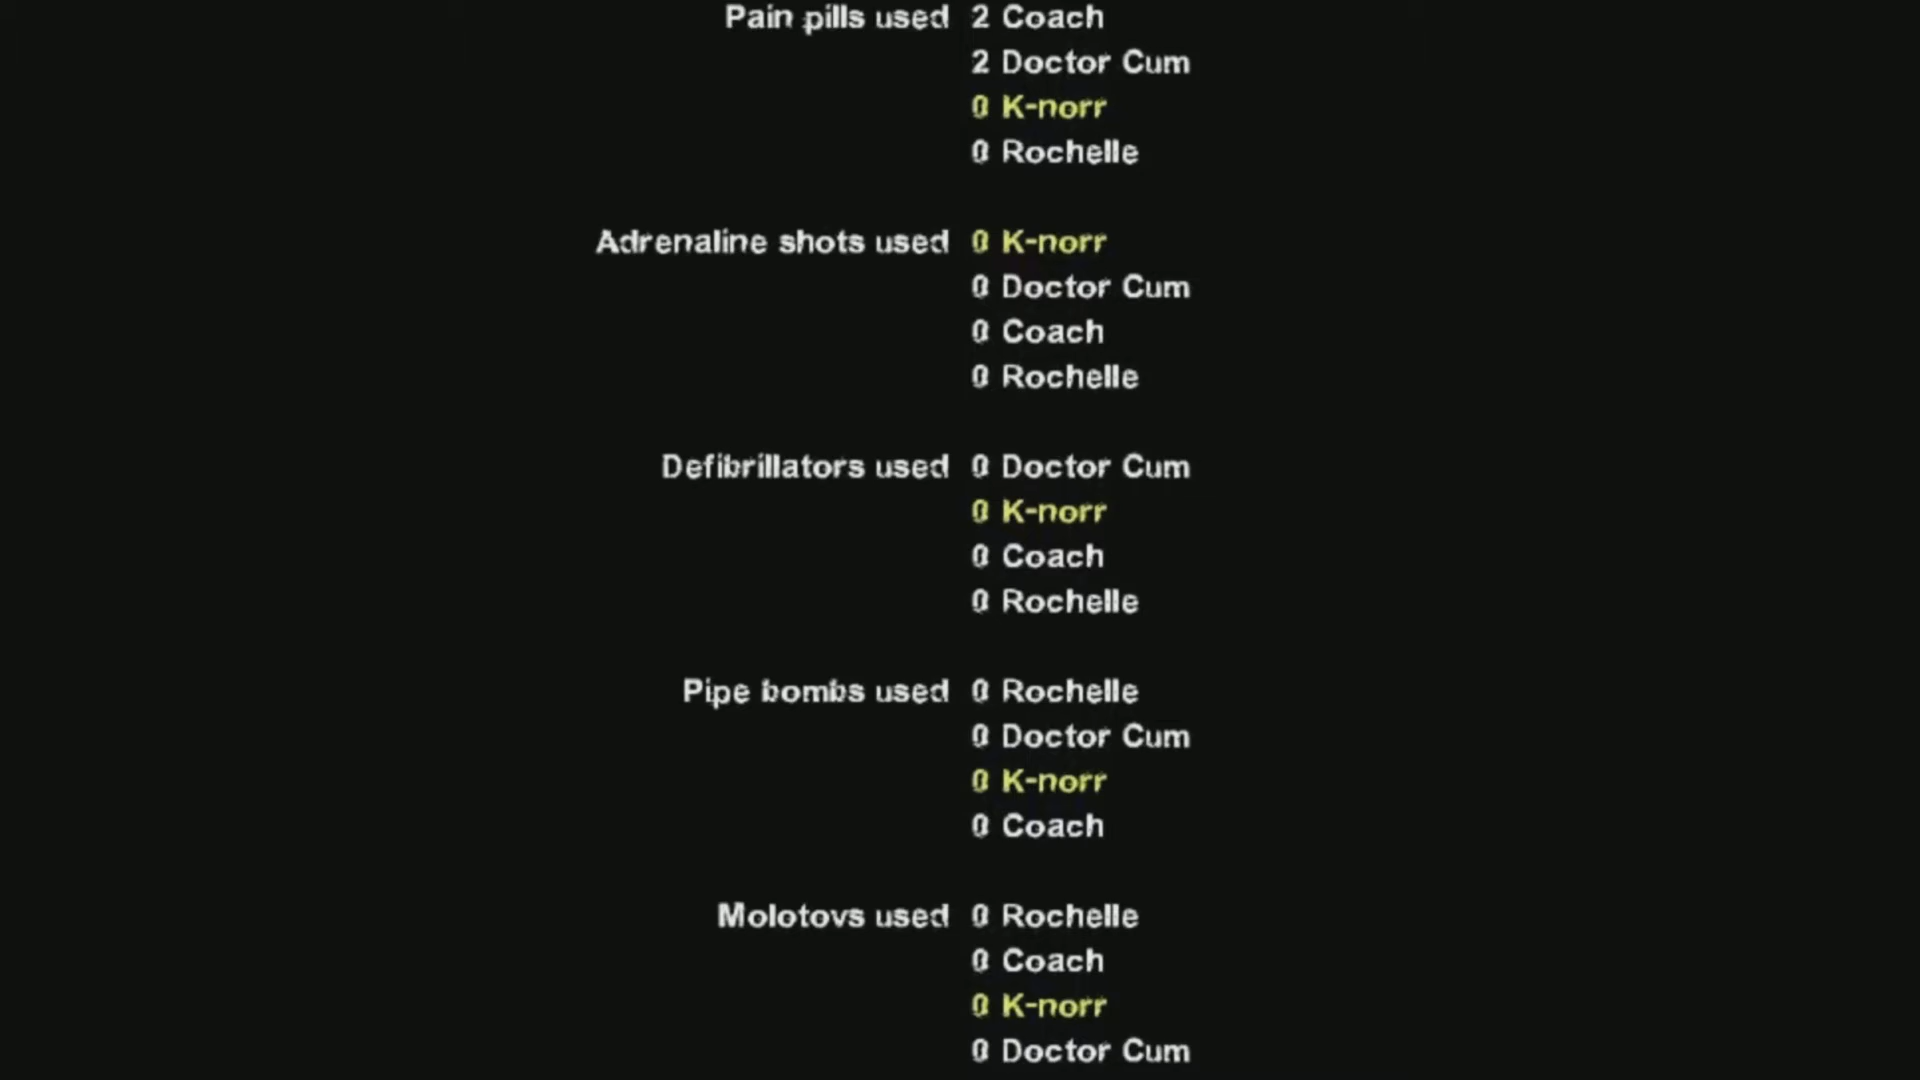 Pain pills used 2 Coach
2 Doctor Cum
0 K-norr
0 Rochelle
Adrenaline shots used 0 K-norr
0 Doctor Cum
0 Coach
0 Rochelle
Defibrillators used 0 Doctor Cum
0 K-norr
0 Coach
0 Rochelle
Pipe bombs used 0 Rochelle
0 Doctor Cum
0 K-norr
0 Coach
Molotovs used 0 Rochelle
0 Coach
0 K-norr
0 Doctor Cum